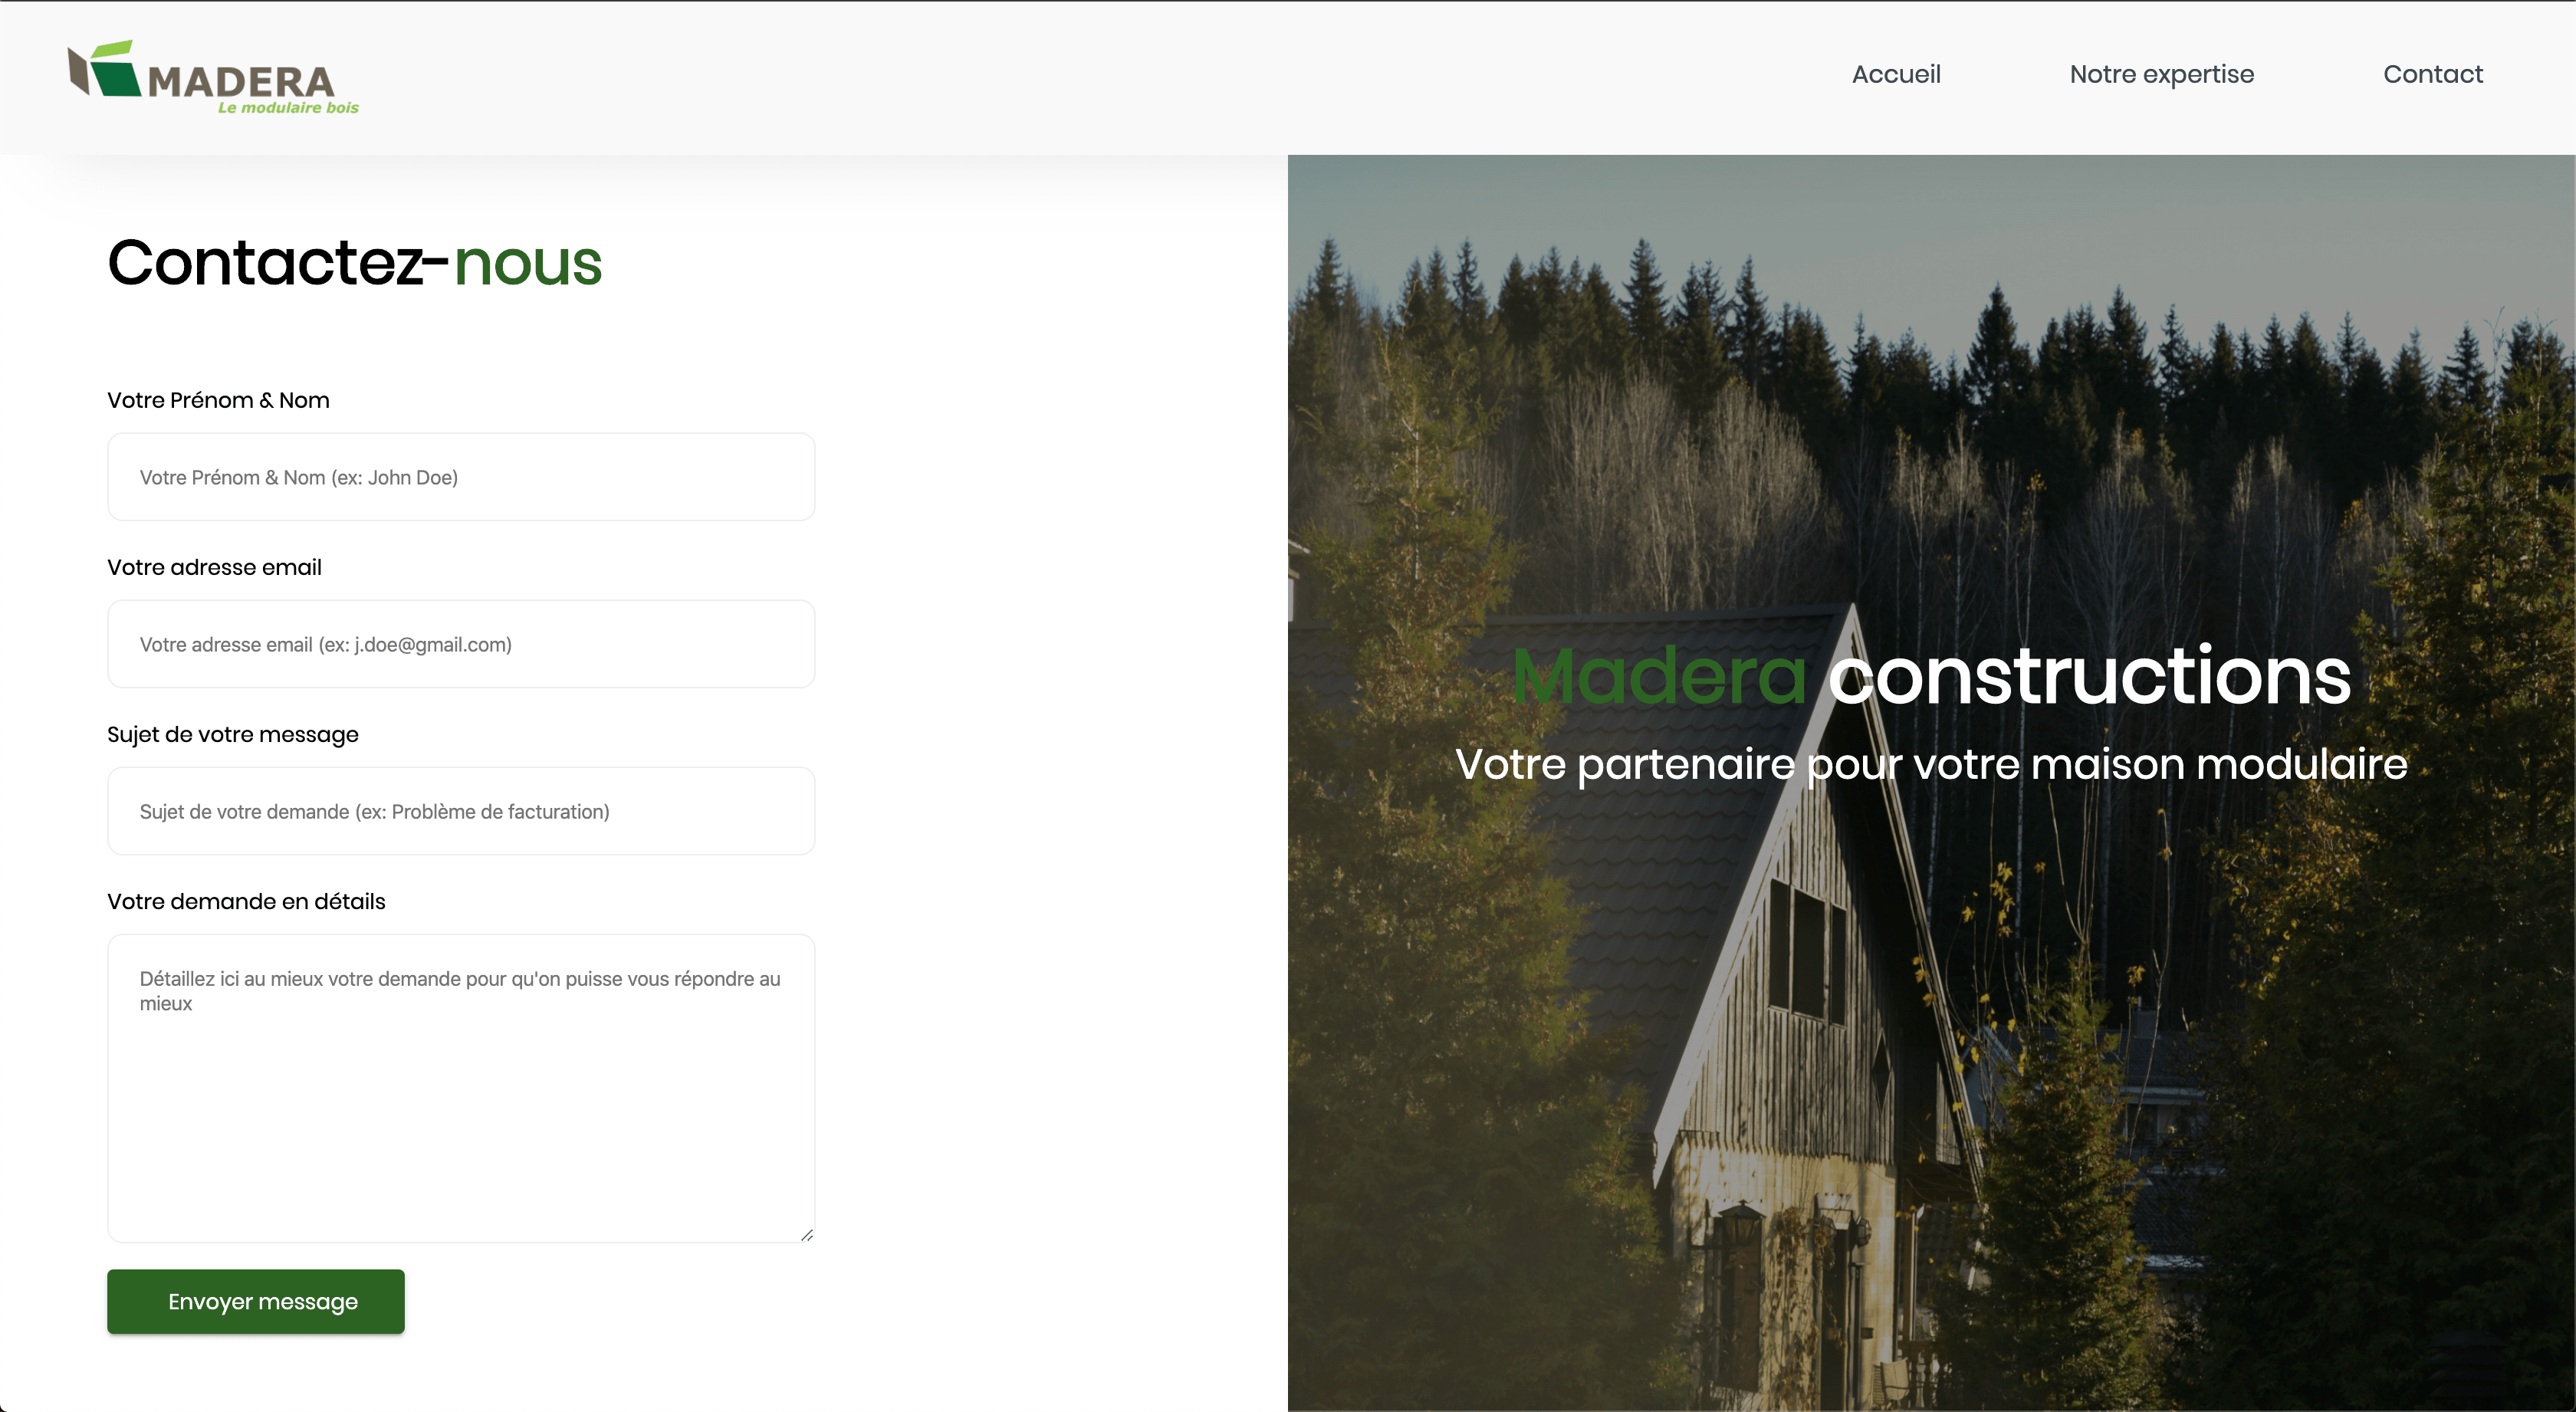 MADERA
Le modulaire bois
Accueil
Notre expertise
Contact
Contactez-nous
Votre Prénom & Nom
Votre Prénom & Nom (ex: John Doe)
Votre adresse email
Votre adresse email (ex: j.doe@gmail.com)
Sujet de votre message
Sujet de votre demande (ex: Problème de facturation)
Votre demande en détails
Détaillez ici au mieux votre demande pour qu'on puisse vous répondre au
mieux
Envoyer message
Madera constructions
Votre partenaire pour votre maison modulaire